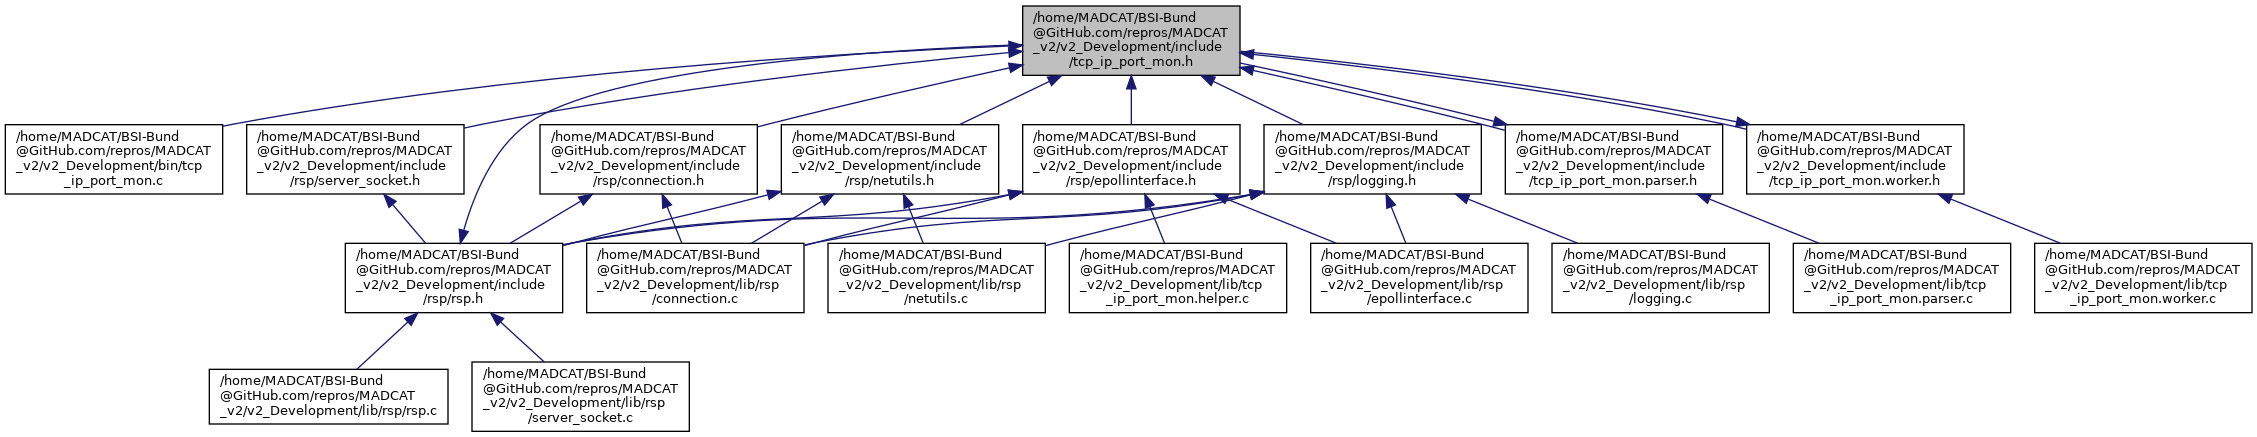 /home/MADCAT/BSI-Bund
@GitHub.com/repros/MADCAT
_v2/v2_Development/include
/tcp_ip_port_mon.h
/home/MADCAT/BSI-Bund
@GitHub.com/repros/MADCAT
_v2/v2_Development/bin/tcp
_ip_port_mon.c
/home/MADCAT/BSI-Bund
@GitHub.com/repros/MADCAT
_v2/v2_Development/include
/rsp/server_socket.h
/home/MADCAT/BSI-Bund
@GitHub.com/repros/MADCAT
_v2/v2_Development/include
/rsp/connection.h
/home/MADCAT/BSI-Bund
@GitHub.com/repros/MADCAT
_v2/v2_Development/include
/rsp/netutils.h
/home/MADCAT/BSI-Bund
@GitHub.com/repros/MADCAT
_v2/v2_Development/include
/rsp/epollinterface.h
/home/MADCAT/BSI-Bund
@GitHub.com/repros/MADCAT
_v2/v2_Development/include
/rsp/logging.h
/home/MADCAT/BSI-Bund
@GitHub.com/repros/MADCAT
_v2/v2_Development/include
/tcp_ip_port_mon.parser.h
/home/MADCAT/BSI-Bund
@GitHub.com/repros/MADCAT
_v2/v2_Development/include
/tcp_ip_port_mon.worker.h
/home/MADCAT/BSI-Bund
@GitHub.com/repros/MADCAT
_v2/v2_Development/include
/rsp/rsp.h
/home/MADCAT/BSI-Bund
@GitHub.com/repros/MADCAT
_v2/v2_Development/lib/rsp
/connection.c
/home/MADCAT/BSI-Bund
@GitHub.com/repros/MADCAT
_v2/v2_Development/lib/rsp
/netutils.c
/home/MADCAT/BSI-Bund
@GitHub.com/repros/MADCAT
_v2/v2_Development/lib/tcp
_ip_port_mon.helper.c
/home/MADCAT/BSI-Bund
@GitHub.com/repros/MADCAT
_v2/v2_Development/lib/rsp
/epollinterface.c
/home/MADCAT/BSI-Bund
@GitHub.com/repros/MADCAT
_v2/v2_Development/lib/rsp
/logging.c
/home/MADCAT/BSI-Bund
@GitHub.com/repros/MADCAT
_v2/v2_Development/lib/tcp
_ip_port_mon.parser.c
/home/MADCAT/BSI-Bund
@GitHub.com/repros/MADCAT
_v2/v2_Development/lib/tcp
_ip_port_mon.worker.c
/home/MADCAT/BSI-Bund
@GitHub.com/repros/MADCAT
_v2/v2_Development/lib/rsp/rsp.c
/home/MADCAT/BSI-Bund
@GitHub.com/repros/MADCAT
_v2/v2_Development/lib/rsp
/server_socket.c